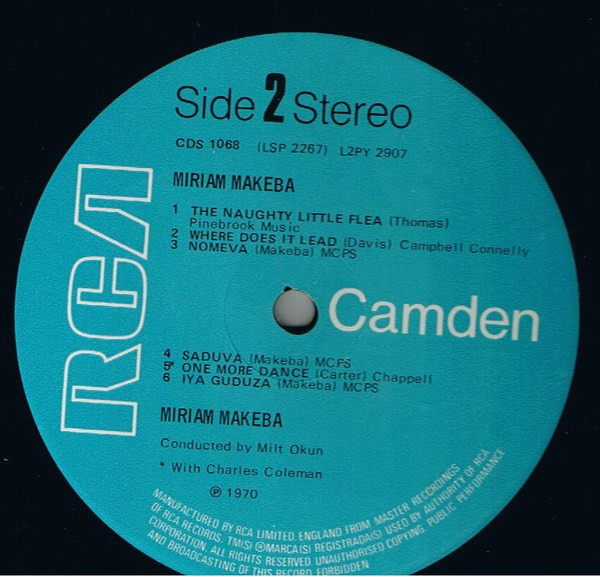 Side 2 Stereo
CDS 1068 (LSP 2267) L2PY 2907
MIRIAM MAKEBA
1 THE NAUGHTY LITTLE FLEA (Thomas)
Pinebrook Music
2 WHERE DOES IT LEAD (Davis) Campbell Connelly
3 NOMEVA (Makeba) MCPS
RCA
Camden
4 SADUVA (Makeba) MCPS
5* ONE MORE DANCE (Carter) Chappell
6 IYA GUDUZA (Makeba) MCPS
MIRIAM MAKEBA
Conducted by Milt Okun
* With Charles Coleman
℗ 1970
MANUFACTURED BY RCA LIMITED. ENGLAND FROM MASTER RECORDINGS
OF RCA RECORDS. TM(S) ® MARCA(S) REGISTRADA(S) USED BY AUTHORITY OF RCA
CORPORATION. ALL RIGHTS RESERVED. UNAUTHORISED COPYING. PUBLIC PERFORMANCE
AND BROADCASTING OF THIS RECORD FORBIDDEN